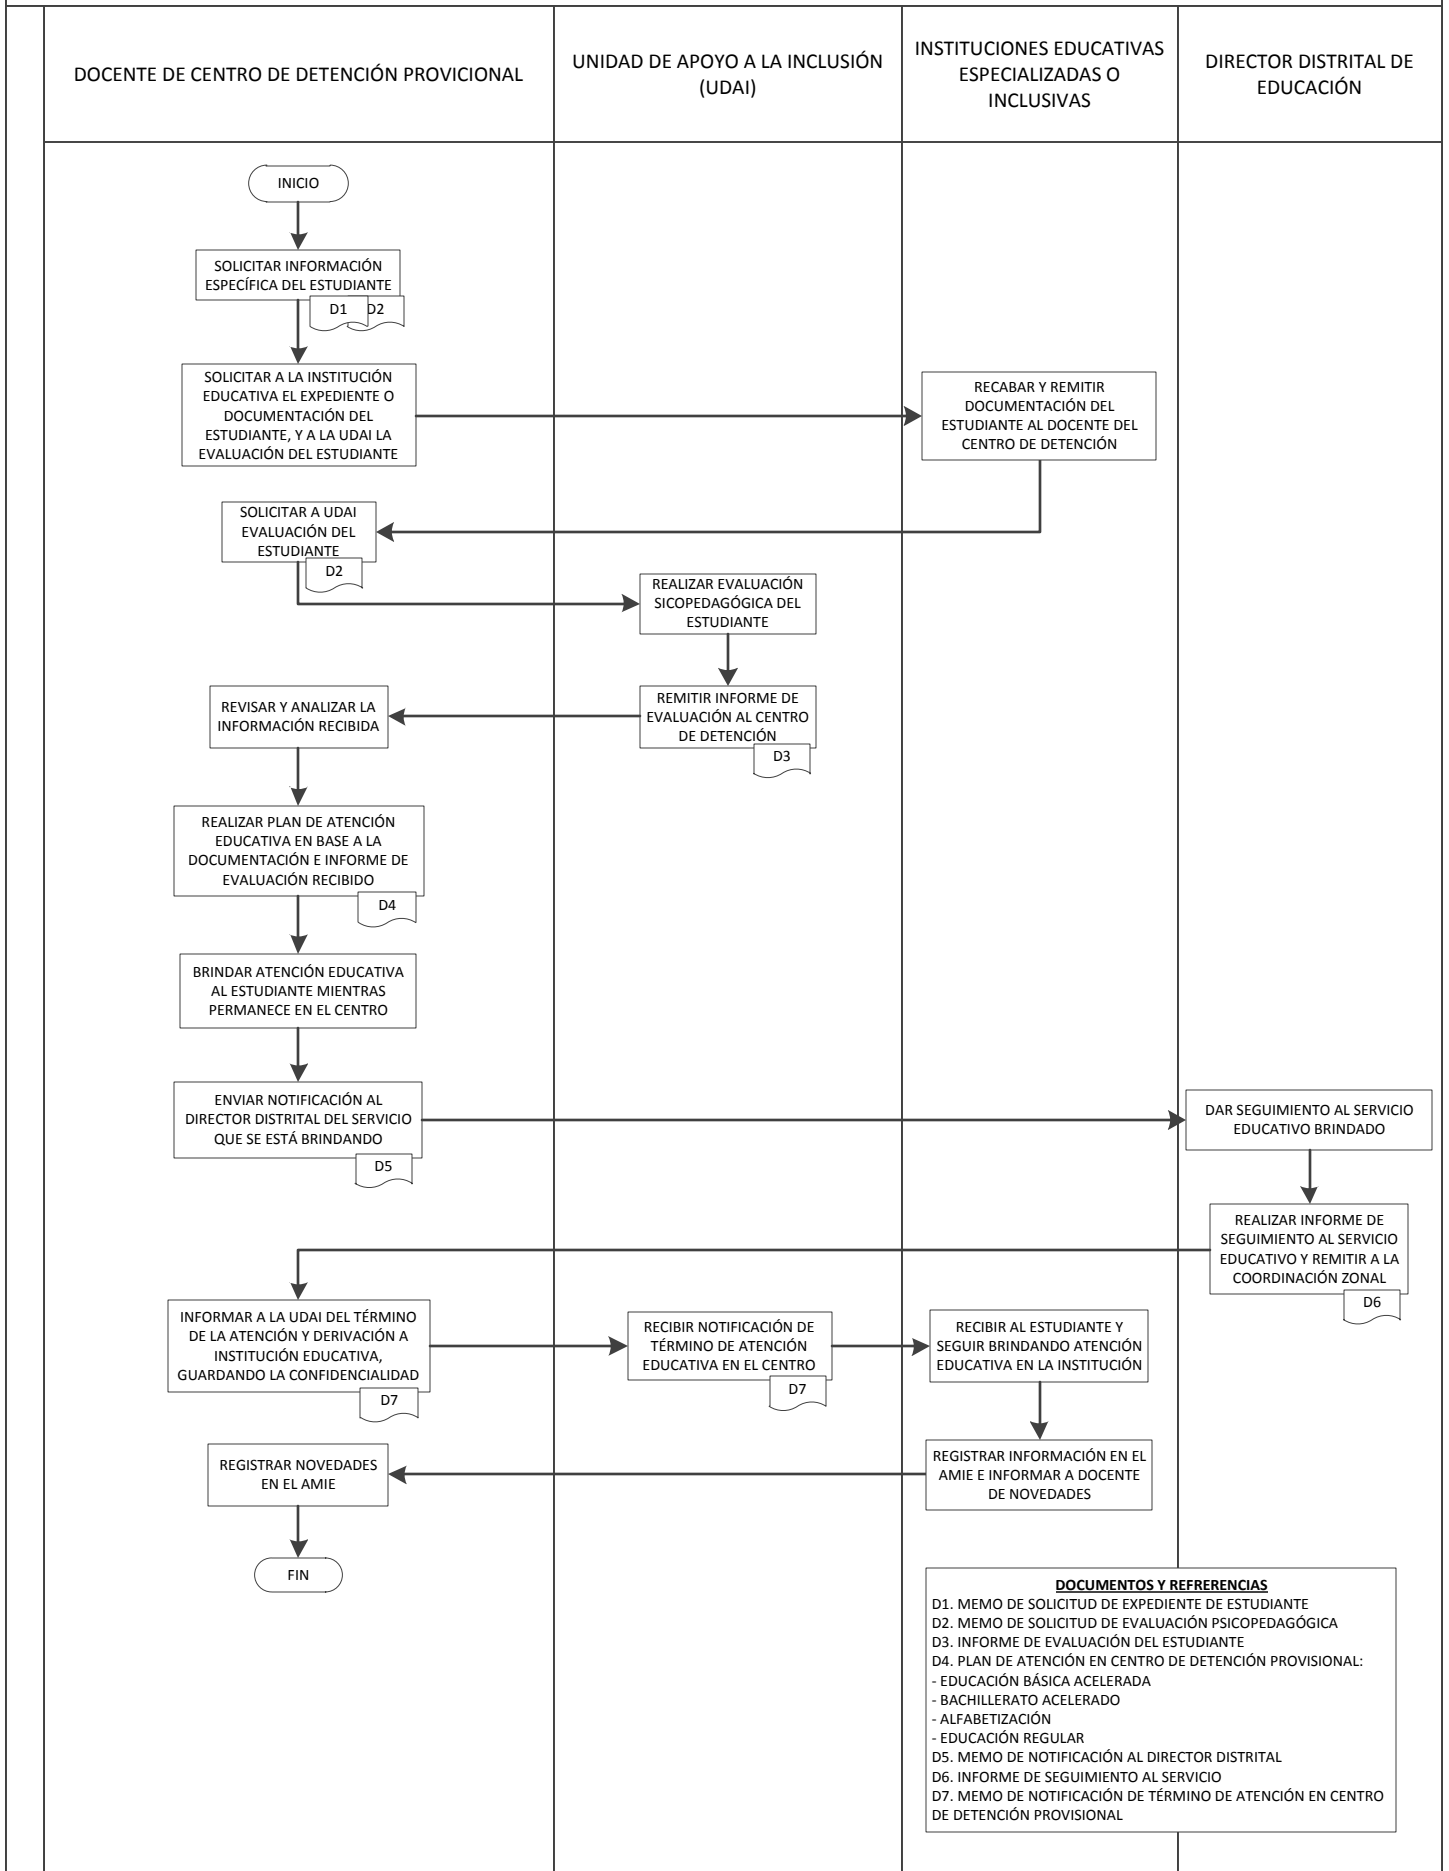 DOCENTE DE CENTRO DE DETENCIÓN PROVICIONAL
UNIDAD DE APOYO A LA INCLUSIÓN
(UDAI)
INSTITUCIONES EDUCATIVAS
ESPECIALIZADAS O
INCLUSIVAS
DIRECTOR DISTRITAL DE
EDUCACIÓN
INICIO
SOLICITAR INFORMACIÓN
ESPECÍFICA DEL ESTUDIANTE
D1
D2
SOLICITAR A LA INSTITUCIÓN
EDUCATIVA EL EXPEDIENTE O
DOCUMENTACIÓN DEL
ESTUDIANTE, Y A LA UDAI LA
EVALUACIÓN DEL ESTUDIANTE
RECABAR Y REMITIR
DOCUMENTACIÓN DEL
ESTUDIANTE AL DOCENTE DEL
CENTRO DE DETENCIÓN
SOLICITAR A UDAI
EVALUACIÓN DEL
ESTUDIANTE
D2
REALIZAR EVALUACIÓN
SICOPEDAGÓGICA DEL
ESTUDIANTE
REMITIR INFORME DE
EVALUACIÓN AL CENTRO
DE DETENCIÓN
D3
REVISAR Y ANALIZAR LA
INFORMACIÓN RECIBIDA
REALIZAR PLAN DE ATENCIÓN
EDUCATIVA EN BASE A LA
DOCUMENTACIÓN E INFORME DE
EVALUACIÓN RECIBIDO
D4
BRINDAR ATENCIÓN EDUCATIVA
AL ESTUDIANTE MIENTRAS
PERMANECE EN EL CENTRO
ENVIAR NOTIFICACIÓN AL
DIRECTOR DISTRITAL DEL SERVICIO
QUE SE ESTÁ BRINDANDO
D5
DAR SEGUIMIENTO AL SERVICIO
EDUCATIVO BRINDADO
REALIZAR INFORME DE
SEGUIMIENTO AL SERVICIO
EDUCATIVO Y REMITIR A LA
COORDINACIÓN ZONAL
D6
INFORMAR A LA UDAI DEL TÉRMINO
DE LA ATENCIÓN Y DERIVACIÓN A
INSTITUCIÓN EDUCATIVA,
GUARDANDO LA CONFIDENCIALIDAD
D7
RECIBIR NOTIFICACIÓN DE
TÉRMINO DE ATENCIÓN
EDUCATIVA EN EL CENTRO
D7
RECIBIR AL ESTUDIANTE Y
SEGUIR BRINDANDO ATENCIÓN
EDUCATIVA EN LA INSTITUCIÓN
REGISTRAR INFORMACIÓN EN EL
AMIE E INFORMAR A DOCENTE
DE NOVEDADES
REGISTRAR NOVEDADES
EN EL AMIE
FIN
DOCUMENTOS Y REFRERENCIAS
D1. MEMO DE SOLICITUD DE EXPEDIENTE DE ESTUDIANTE
D2. MEMO DE SOLICITUD DE EVALUACIÓN PSICOPEDAGÓGICA
D3. INFORME DE EVALUACIÓN DEL ESTUDIANTE
D4. PLAN DE ATENCIÓN EN CENTRO DE DETENCIÓN PROVISIONAL:
- EDUCACIÓN BÁSICA ACELERADA
- BACHILLERATO ACELERADO
- ALFABETIZACIÓN
- EDUCACIÓN REGULAR
D5. MEMO DE NOTIFICACIÓN AL DIRECTOR DISTRITAL
D6. INFORME DE SEGUIMIENTO AL SERVICIO
D7. MEMO DE NOTIFICACIÓN DE TÉRMINO DE ATENCIÓN EN CENTRO
DE DETENCIÓN PROVISIONAL